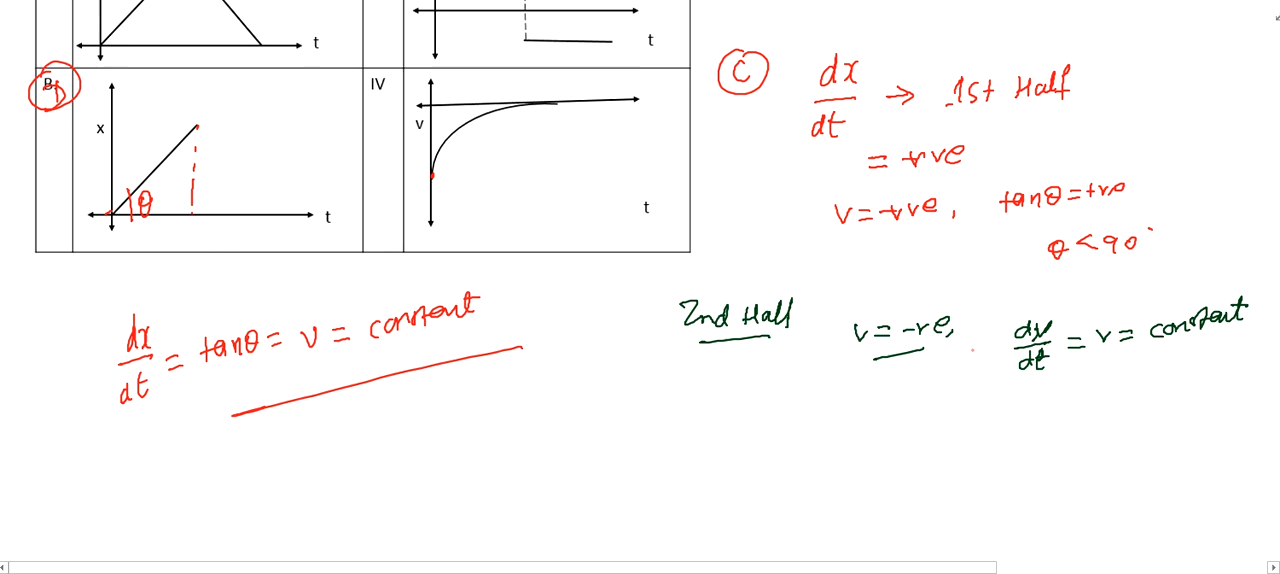 t
t
B.
IV
x
v
θ
t
t
C
dx/dt → 1st Half
= +ve
v = +ve, tanθ = +ve
θ < 90°
dx/dt = tanθ = v = constant
2nd Half v = -ve, dx/dt = v = constant